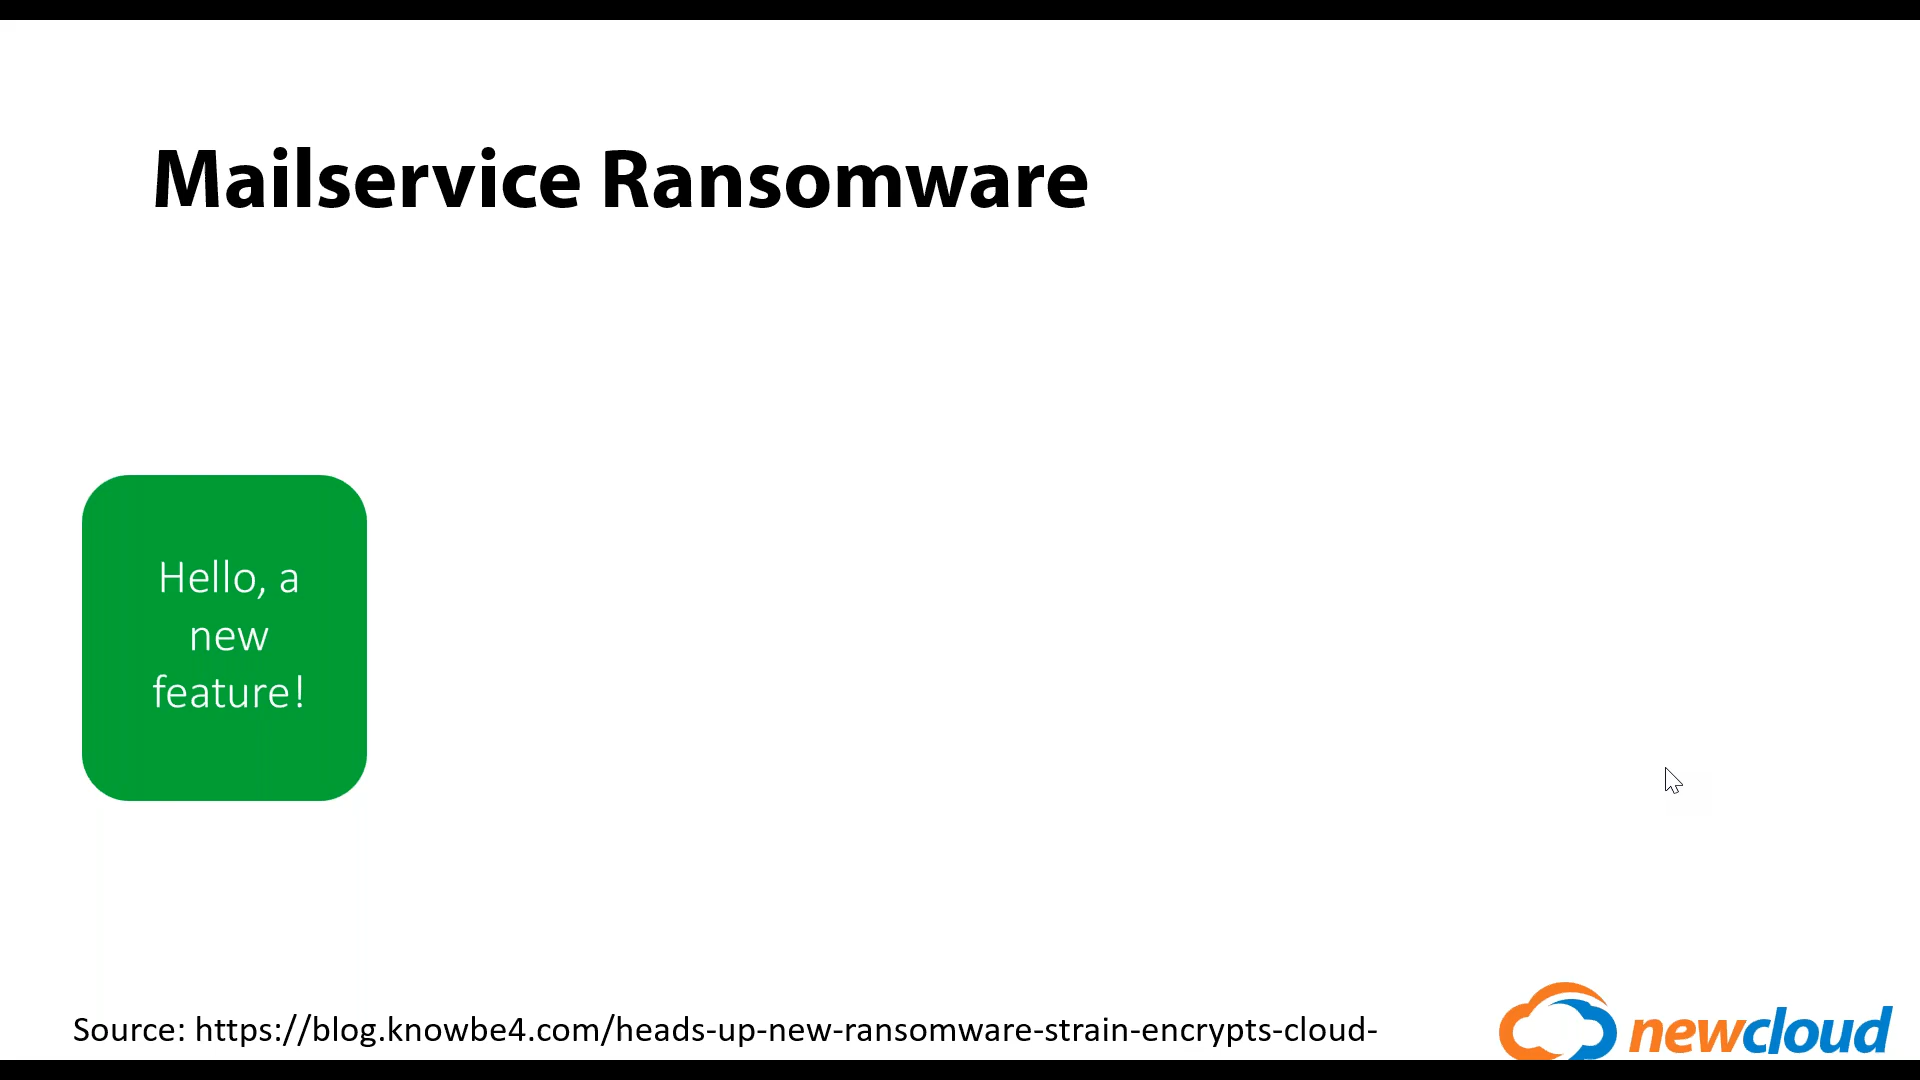 Mailservice Ransomware
Hello, a
new
feature!
Source: https://blog.knowbe4.com/heads-up-new-ransomware-strain-encrypts-cloud-
newcloud